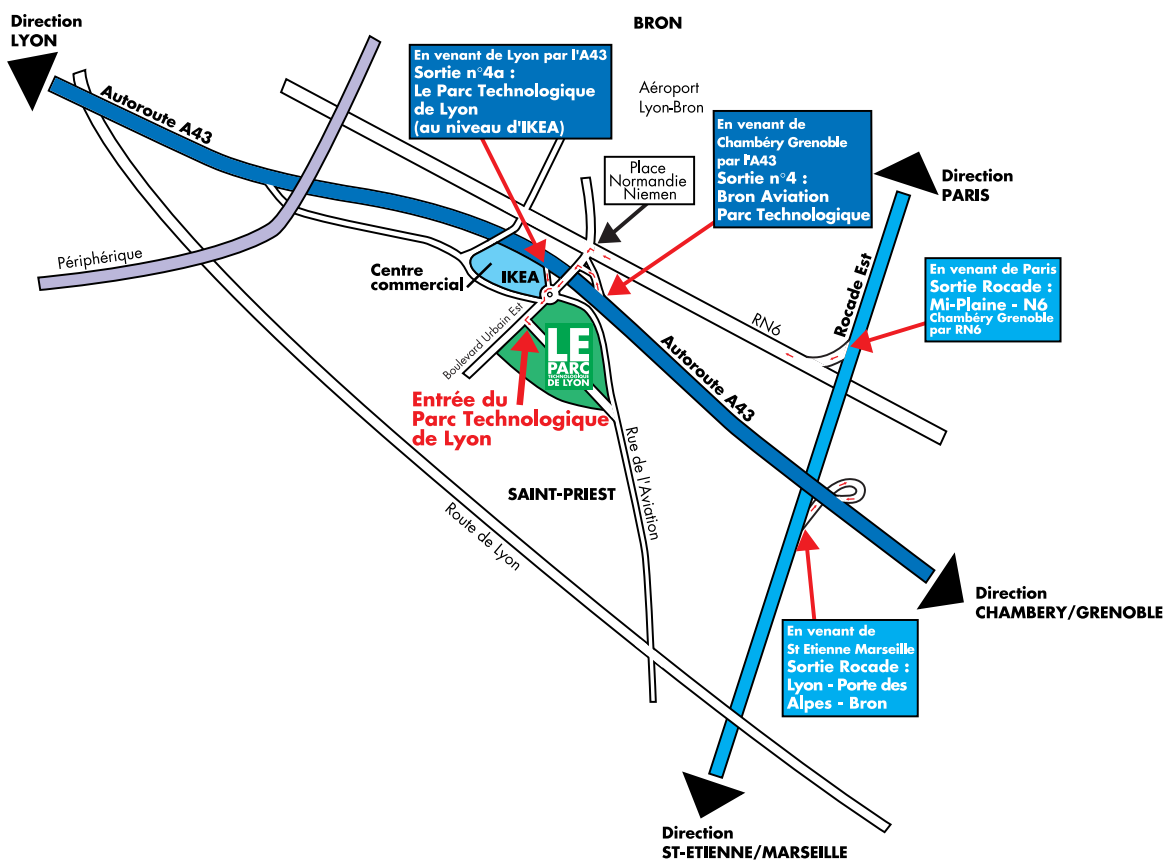 Direction
LYON
BRON
En venant de Lyon par l'A43
Sortie n°4a :
Le Parc Technologique
de Lyon
(au niveau d'IKEA)
Aéroport
Lyon-Bron
En venant de
Chambéry Grenoble
par l'A43
Sortie n°4 :
Bron Aviation
Parc Technologique
Autoroute A43
Place
Normandie
Niemen
Direction
PARIS
Périphérique
Centre
commercial
IKEA
Rocade Est
En venant de Paris
Sortie Rocade :
Mi-Plaine - N6
Chambéry Grenoble
par RN6
RN6
Boulevard Urbain Est
LE
PARC
TECHNOLOGIQUE
DE LYON
Autoroute A43
Entrée du
Parc Technologique
de Lyon
Rue de l'Aviation
SAINT-PRIEST
Route de Lyon
Direction
CHAMBERY/GRENOBLE
En venant de
St Etienne Marseille
Sortie Rocade :
Lyon - Porte des
Alpes - Bron
Direction
ST-ETIENNE/MARSEILLE